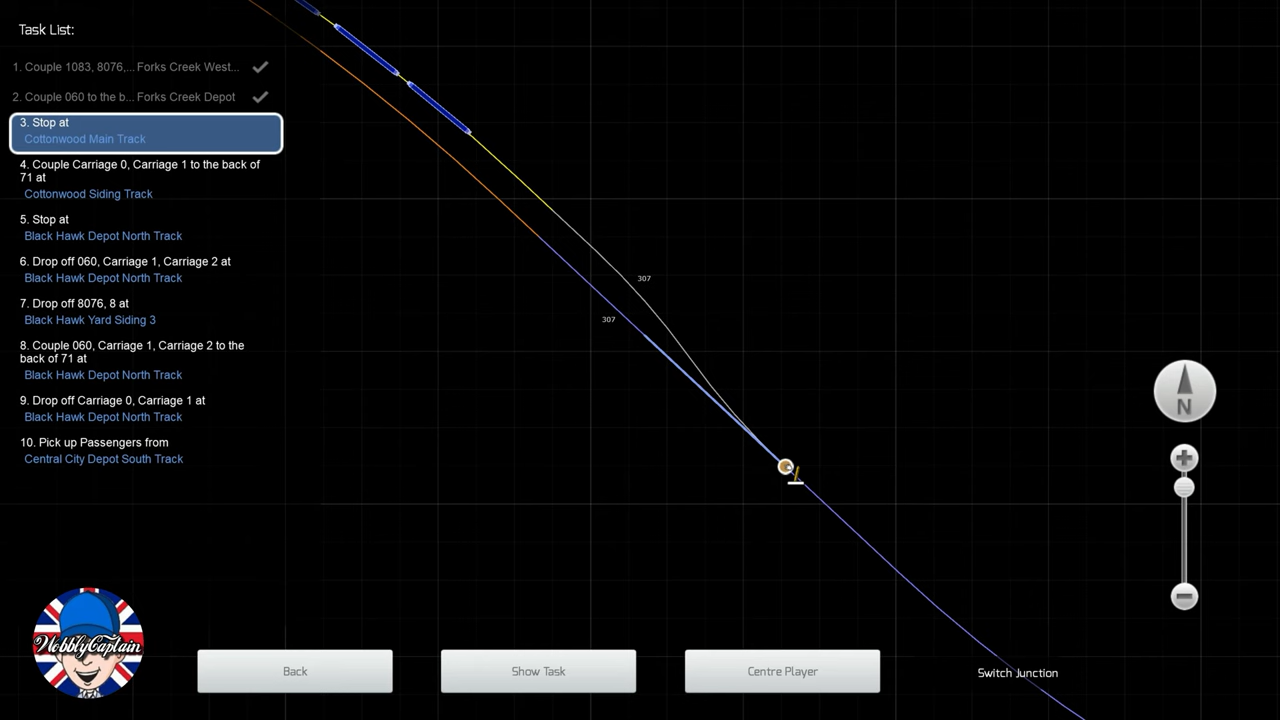 Task List:
1. Couple 1083, 8076,... Forks Creek West...
2. Couple 060 to the b... Forks Creek Depot
3. Stop at
Cottonwood Main Track
4. Couple Carriage 0, Carriage 1 to the back of
71 at
Cottonwood Siding Track
5. Stop at
Black Hawk Depot North Track
6. Drop off 060, Carriage 1, Carriage 2 at
Black Hawk Depot North Track
7. Drop off 8076, 8 at
Black Hawk Yard Siding 3
8. Couple 060, Carriage 1, Carriage 2 to the
back of 71 at
Black Hawk Depot North Track
9. Drop off Carriage 0, Carriage 1 at
Black Hawk Depot North Track
10. Pick up Passengers from
Central City Depot South Track
307
307
N
NobblyCaptain
Back
Show Task
Centre Player
Switch Junction